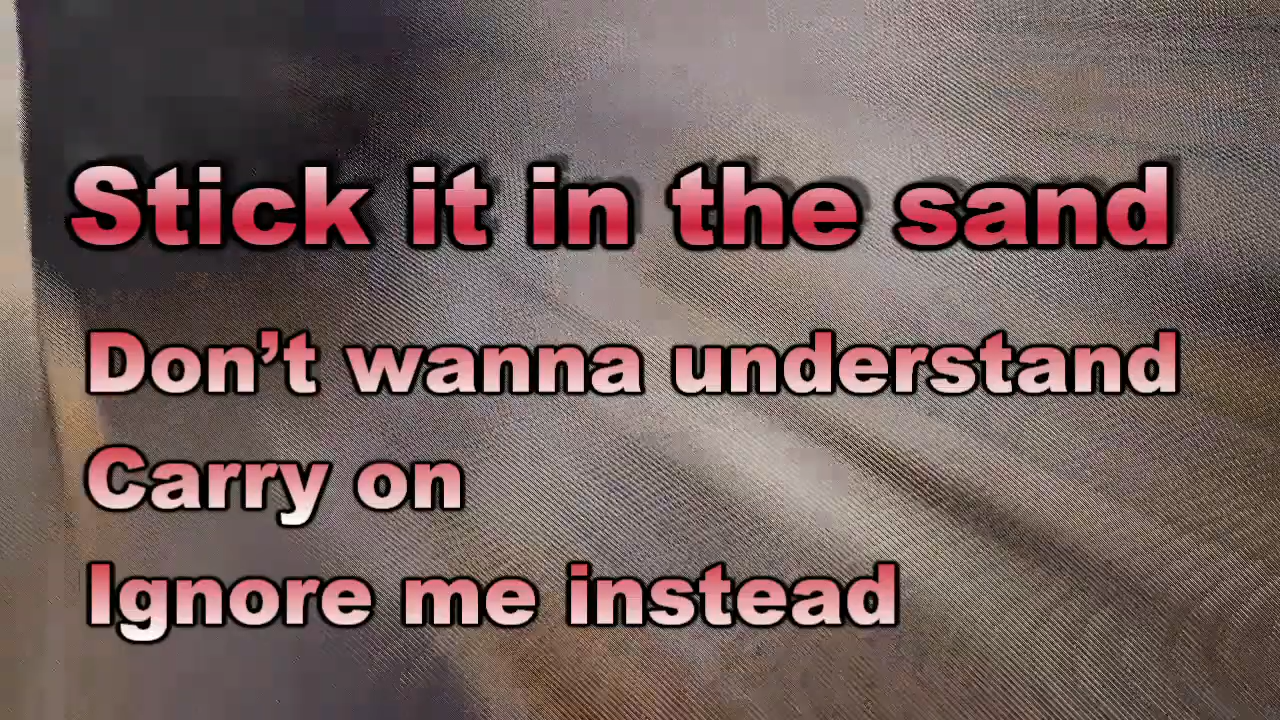 Stick it in the sand
Don’t wanna understand
Carry on
Ignore me instead